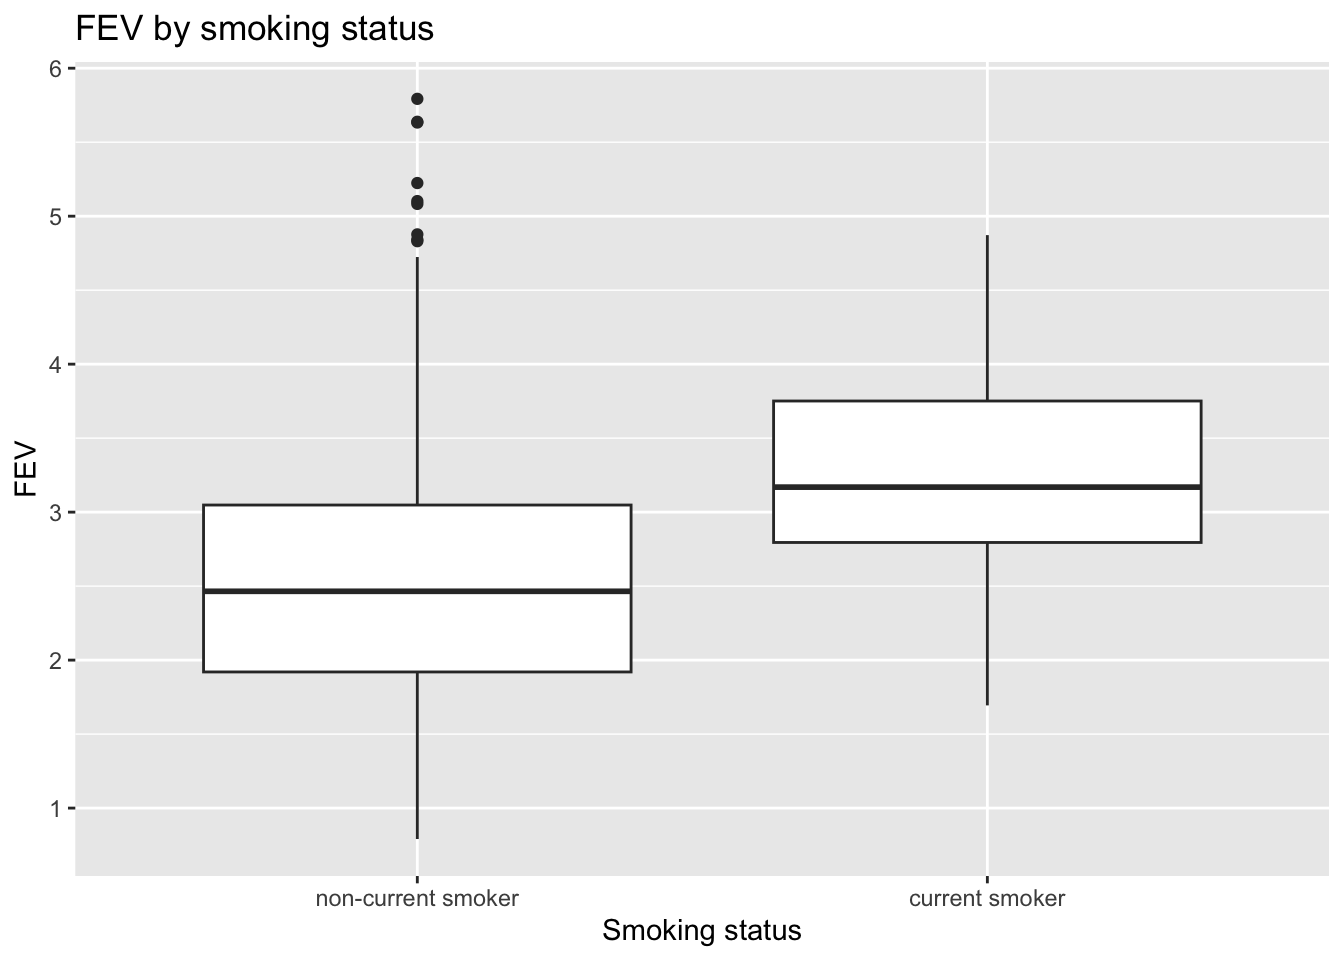 FEV by smoking status
6
5
4
3
2
1
FEV
non-current smoker
current smoker
Smoking status